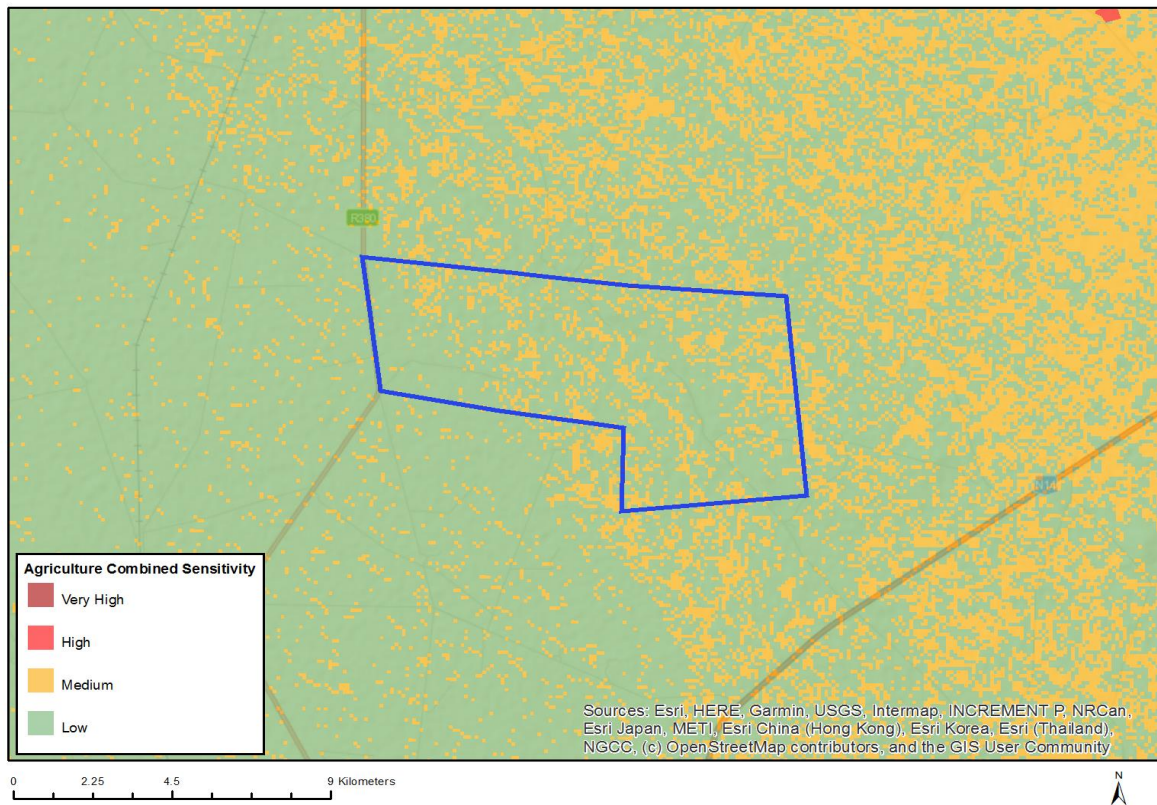 R380
N14
Agriculture Combined Sensitivity
Very High
High
Medium
Low
Sources: Esri, HERE, Garmin, USGS, Intermap, INCREMENT P, NRCan,
Esri Japan, METI, Esri China (Hong Kong), Esri Korea, Esri (Thailand),
NGCC, (c) OpenStreetMap contributors, and the GIS User Community
0 2.25 4.5 9 Kilometers
N